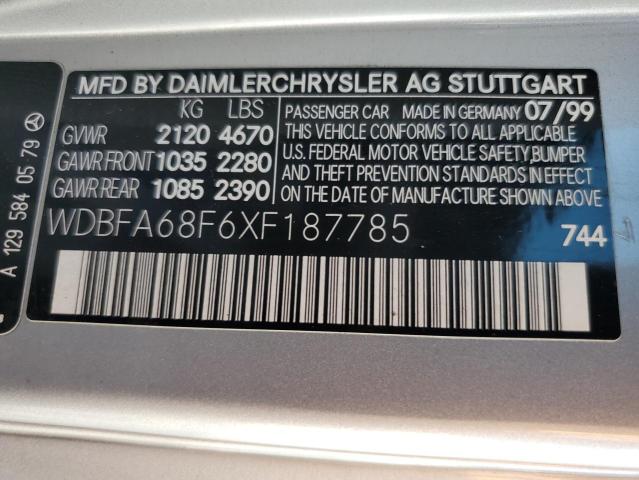 MFD BY DAIMLERCHRYSLER AG STUTTGART
KG LBS
GVWR 2120 4670
GAWR FRONT 1035 2280
GAWR REAR 1085 2390
PASSENGER CAR MADE IN GERMANY 07/99
THIS VEHICLE CONFORMS TO ALL APPLICABLE
U.S. FEDERAL MOTOR VEHICLE SAFETY, BUMPER
AND THEFT PREVENTION STANDARDS IN EFFECT
ON THE DATE OF MANUFACTURE SHOWN ABOVE
WDBFA68F6XF187785
744
A 129 584 05 79